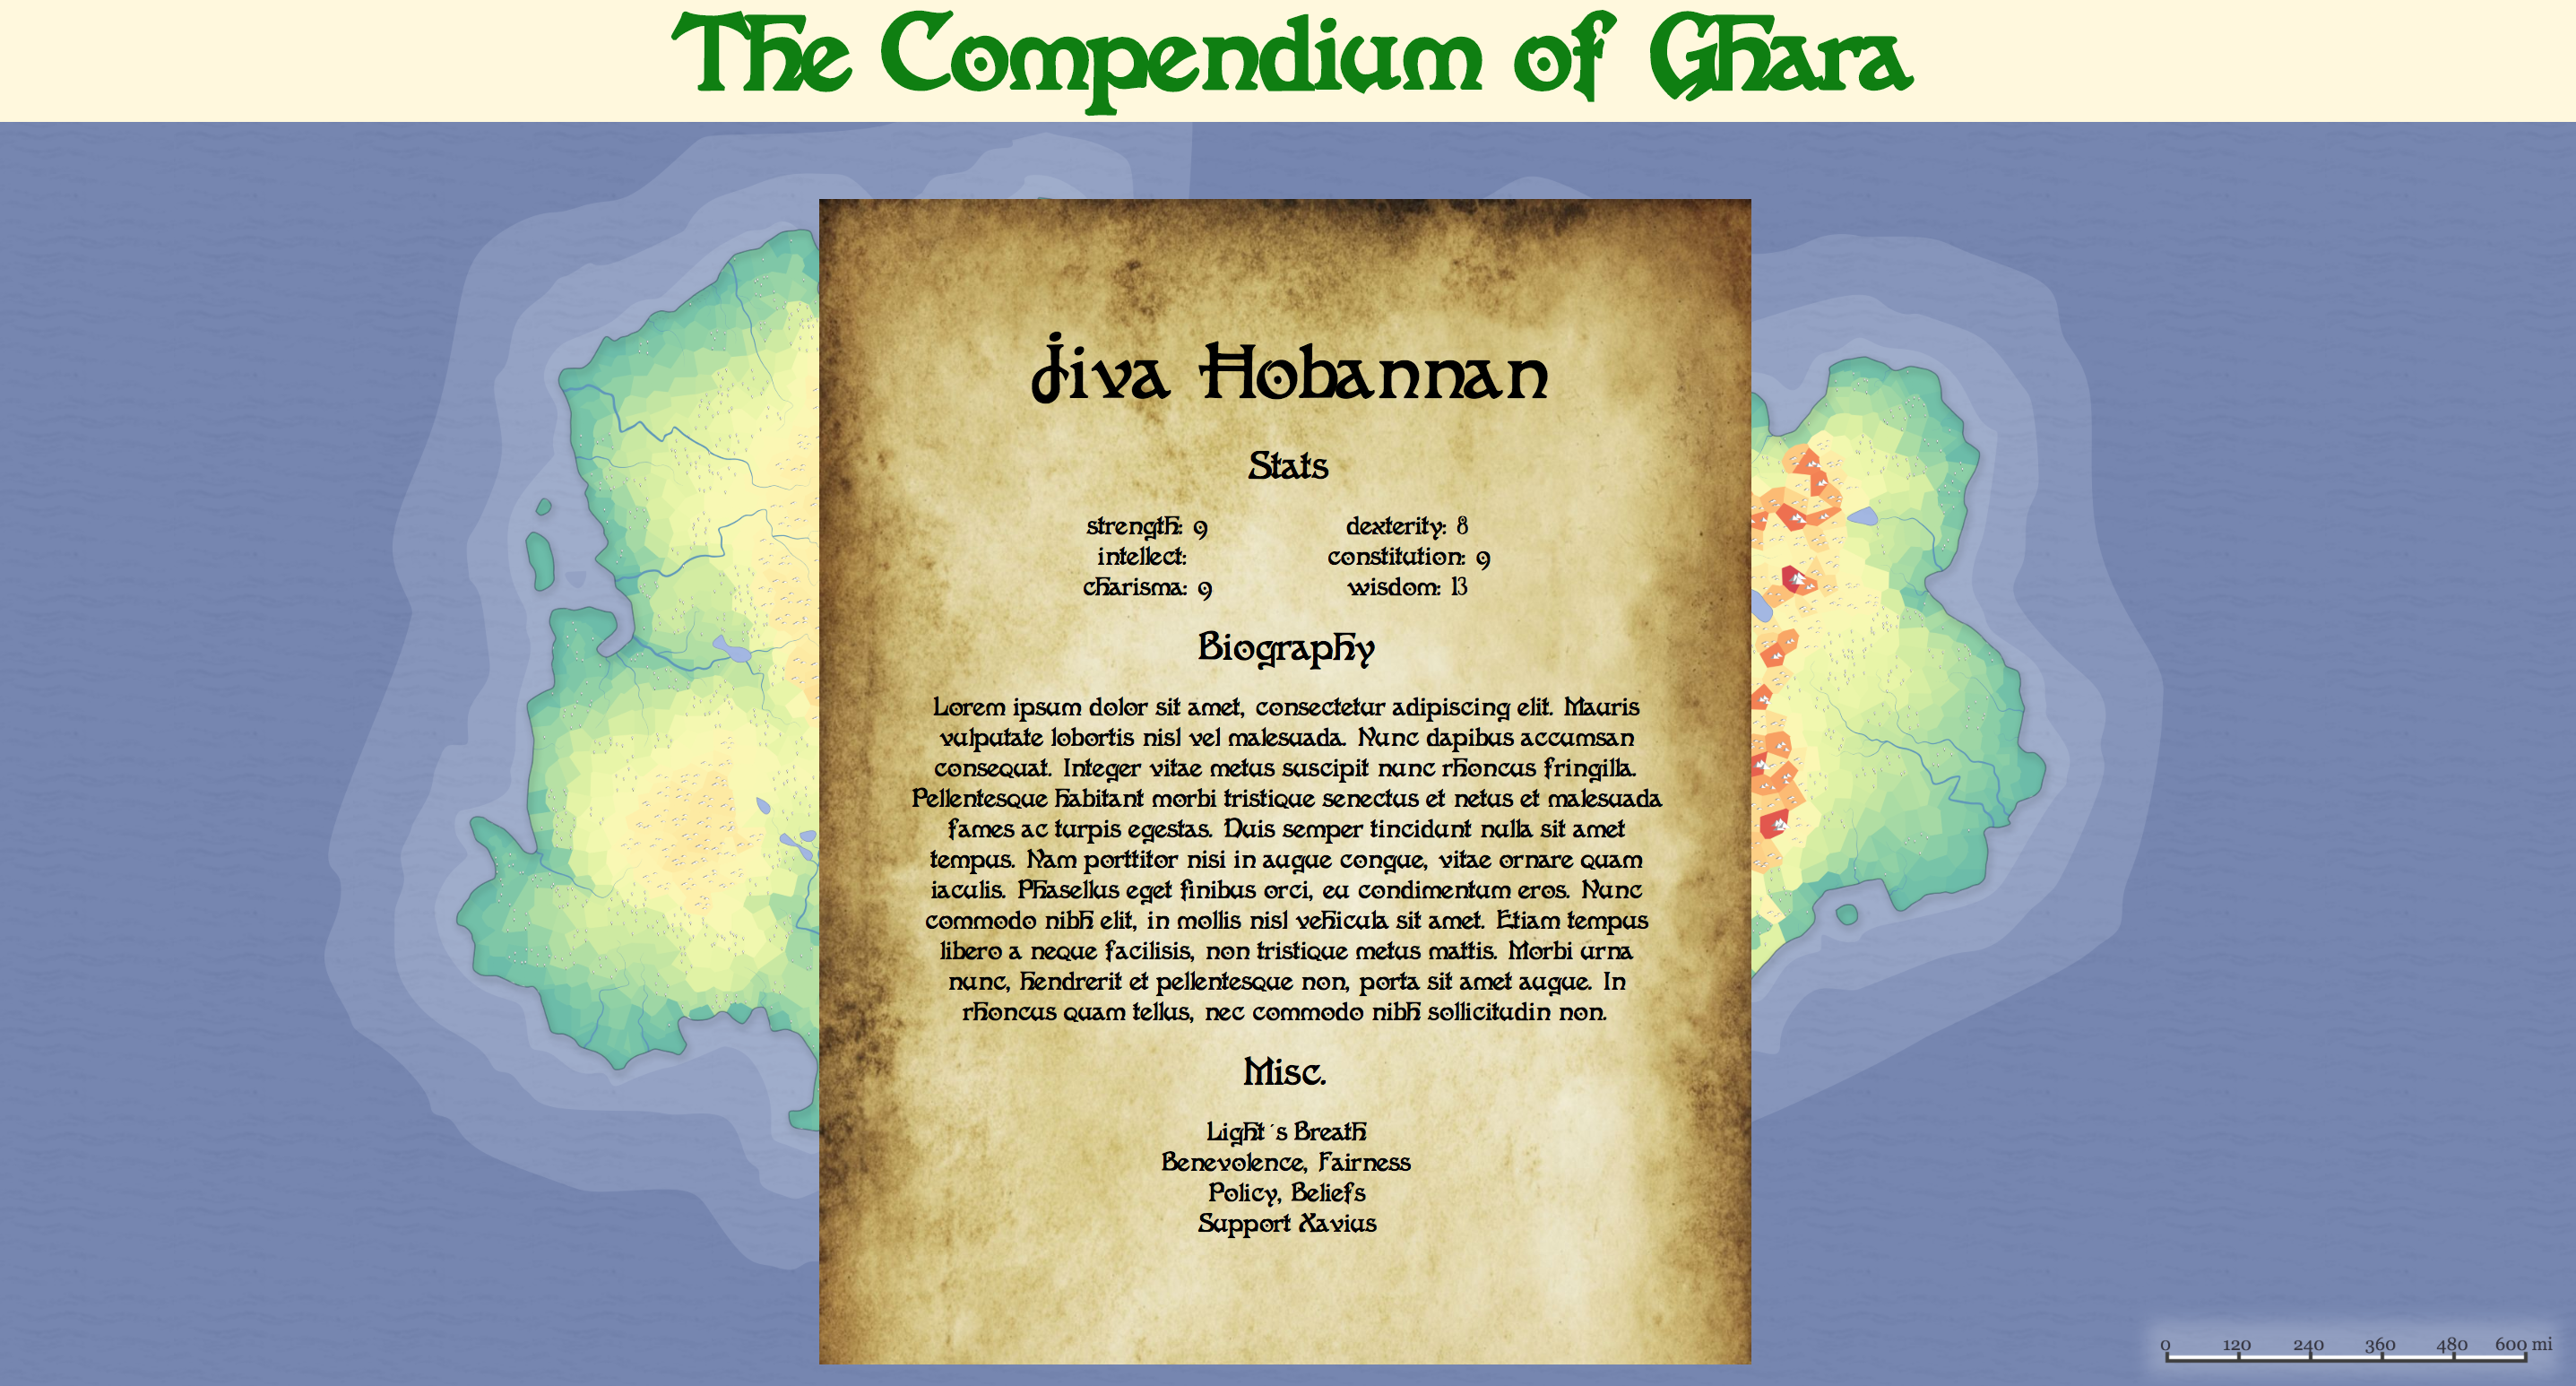 The Compendium of Ghara
Jiva Hobannan
Stats
strength: 9 dexterity: 8
intellect: constitution: 9
charisma: 9 wisdom: 13
Biography
Lorem ipsum dolor sit amet, consectetur adipiscing elit. Mauris
vulputate lobortis nisl vel malesuada. Nunc dapibus accumsan
consequat. Integer vitae metus suscipit nunc rhoncus fringilla.
Pellentesque habitant morbi tristique senectus et netus et malesuada
fames ac turpis egestas. Duis semper tincidunt nulla sit amet
tempus. Nam porttitor nisi in augue congue, vitae ornare quam
iaculis. Phasellus eget finibus orci, eu condimentum eros. Nunc
commodo nibh elit, in mollis nisl vehicula sit amet. Etiam tempus
libero a neque facilisis, non tristique metus mattis. Morbi urna
nunc, hendrerit et pellentesque non, porta sit amet augue. In
rhoncus quam tellus, nec commodo nibh sollicitudin non.
Misc.
Light´s Breath
Benevolence, Fairness
Policy, Beliefs
Support Xavius
0 120 240 360 480 600 mi